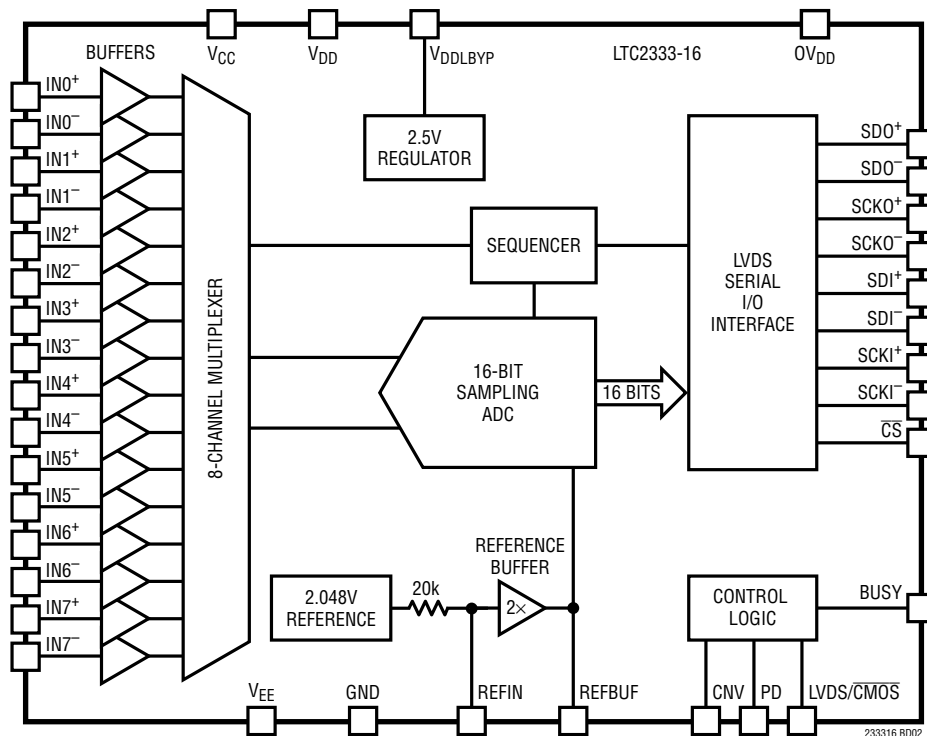 BUFFERS
VCC
VDD
VDDLBYP
LTC2333-16
OVDD
IN0+
IN0−
IN1+
IN1−
IN2+
IN2−
IN3+
IN3−
IN4+
IN4−
IN5+
IN5−
IN6+
IN6−
IN7+
IN7−
8-CHANNEL MULTIPLEXER
2.5V
REGULATOR
SEQUENCER
16-BIT
SAMPLING
ADC
16 BITS
LVDS
SERIAL
I/O
INTERFACE
SDO+
SDO−
SCKO+
SCKO−
SDI+
SDI−
SCKI+
SCKI−
C̅S̅
REFERENCE
BUFFER
2.048V
REFERENCE
20k
2×
CONTROL
LOGIC
BUSY
VEE
GND
REFIN
REFBUF
CNV
PD
LVDS/C̅M̅O̅S̅
233316 BD02